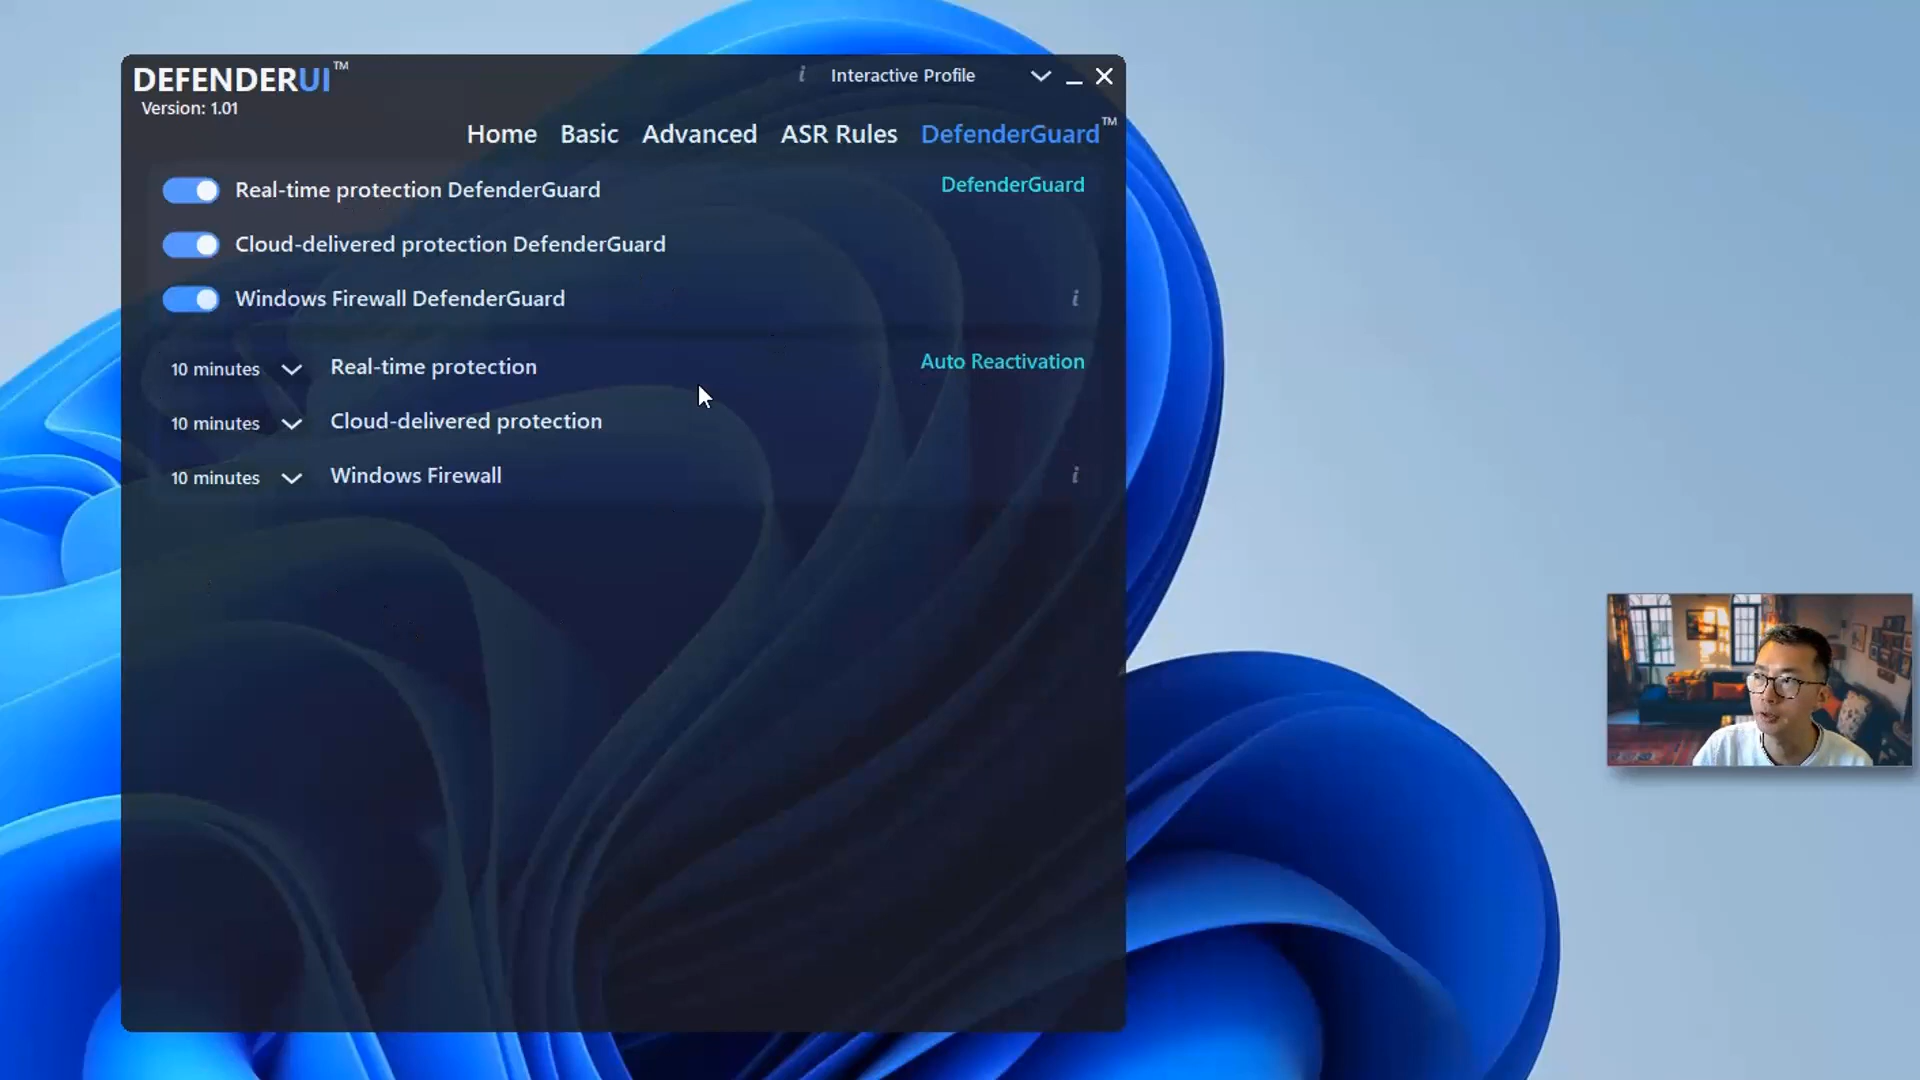 DEFENDERUI™
i Interactive Profile
Version: 1.01
Home Basic Advanced ASR Rules DefenderGuard™
Real-time protection DefenderGuard
DefenderGuard
Cloud-delivered protection DefenderGuard
Windows Firewall DefenderGuard
i
10 minutes Real-time protection
Auto Reactivation
10 minutes Cloud-delivered protection
10 minutes Windows Firewall
i